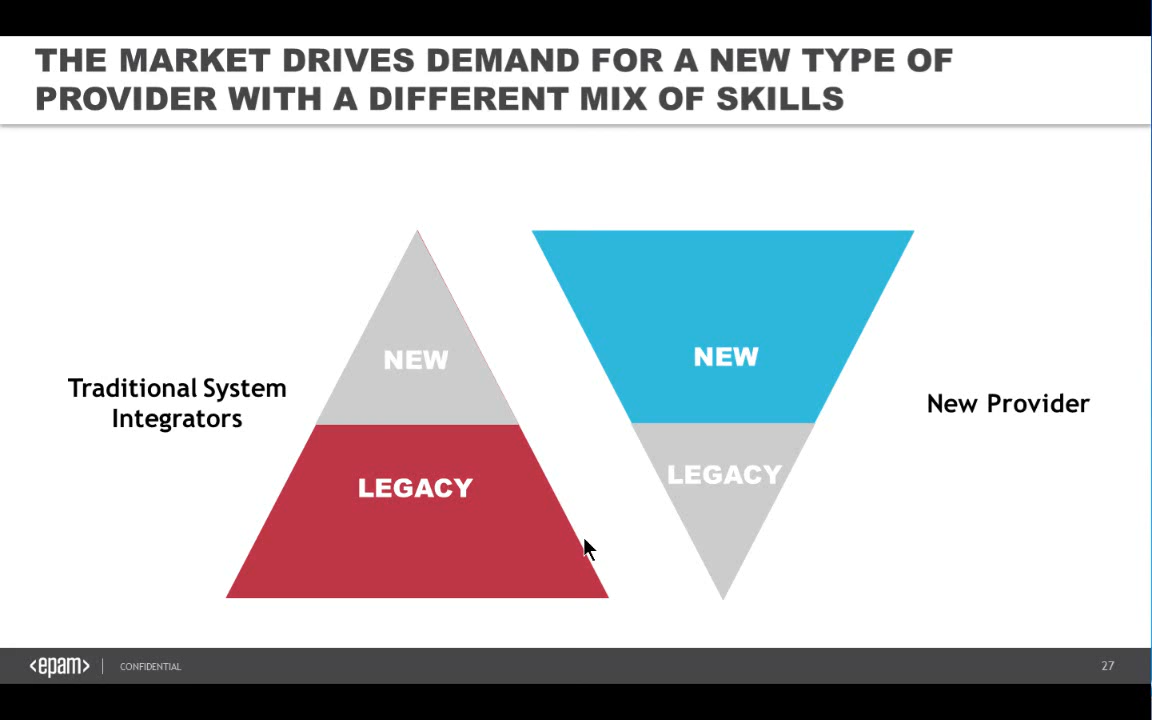 THE MARKET DRIVES DEMAND FOR A NEW TYPE OF
PROVIDER WITH A DIFFERENT MIX OF SKILLS
NEW
NEW
Traditional System
Integrators
New Provider
LEGACY
LEGACY
<epam> | CONFIDENTIAL
27